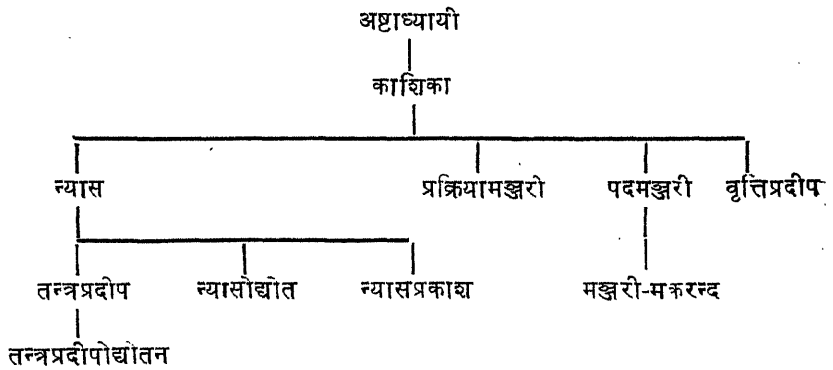 अष्टाध्यायी
काशिका
न्यास प्रक्रियामञ्जरी पदमञ्जरी वृत्तिप्रदीप
तन्त्रप्रदीप न्यासोद्योत न्यासप्रकाश मञ्जरी-मकरन्द
तन्त्रप्रदीपोद्योतन